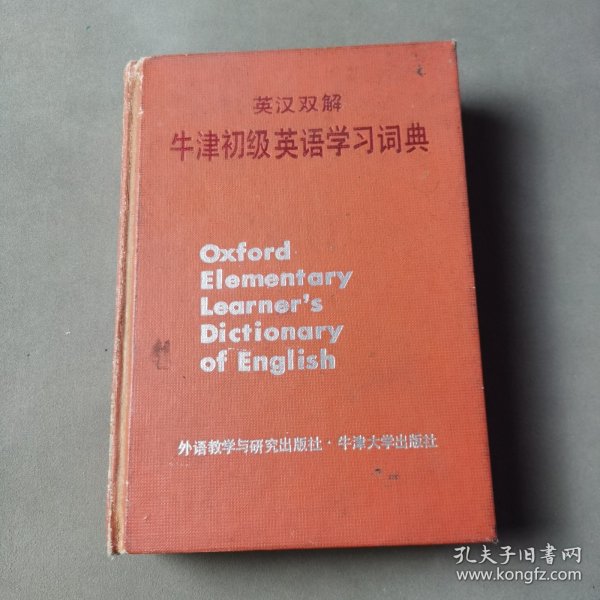 英汉双解
牛津初级英语学习词典
Oxford
Elementary
Learner's
Dictionary
of English
外语教学与研究出版社·牛津大学出版社
孔夫子旧书网
www.kongfz.com